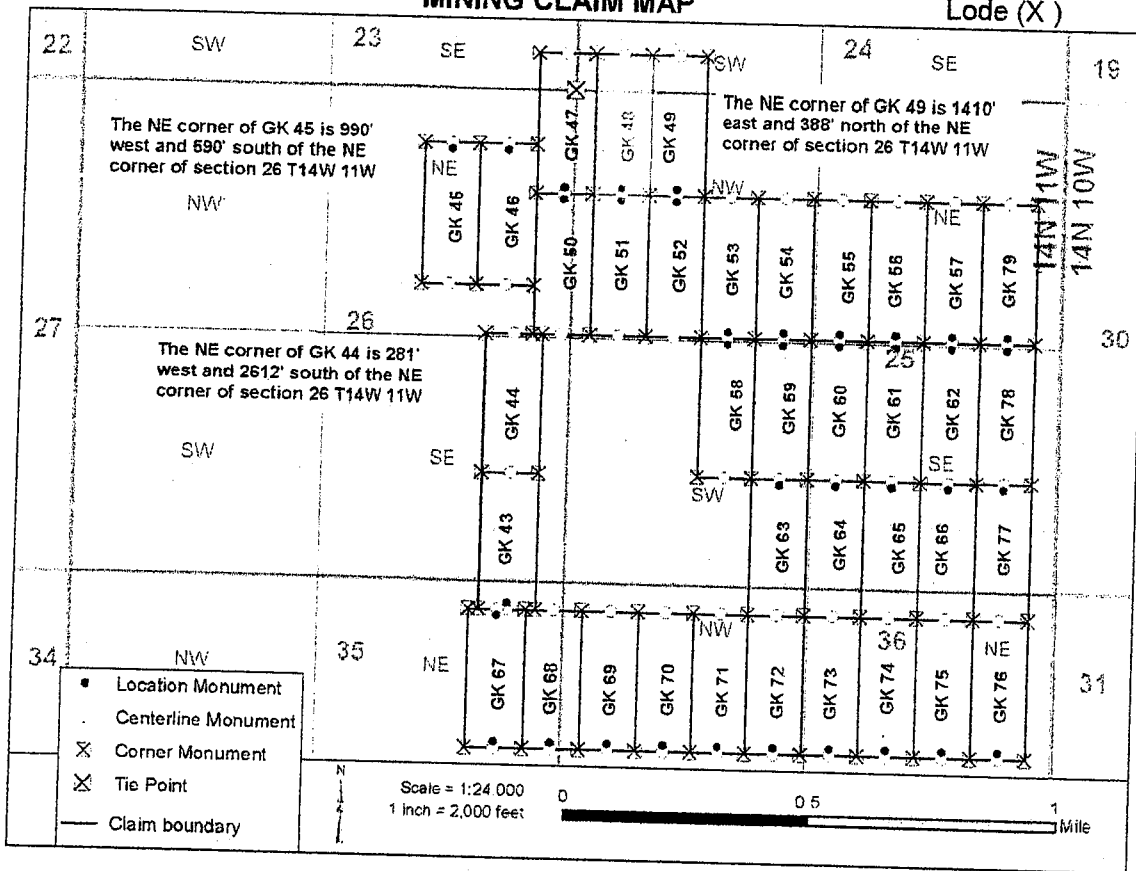 MINING CLAIM MAP
Lode (X )
22
SW
23
SE
SW
24
SE
19
The NE corner of GK 45 is 990'
west and 590' south of the NE
corner of section 26 T14W 11W
The NE corner of GK 49 is 1410'
east and 388' north of the NE
corner of section 26 T14W 11W
GK 47
GK 48
GK 49
NE
NW
NW
NE
14N 11W
14N 10W
GK 45
GK 46
GK 50
GK 51
GK 52
GK 53
GK 54
GK 55
GK 56
GK 57
GK 79
27
26
25
30
The NE corner of GK 44 is 281'
west and 2612' south of the NE
corner of section 26 T14W 11W
GK 44
GK 58
GK 59
GK 60
GK 61
GK 62
GK 78
SW
SE
SW
SE
GK 43
GK 63
GK 64
GK 65
GK 66
GK 77
34
NW
35
NE
NW
36
NE
31
GK 67
GK 68
GK 69
GK 70
GK 71
GK 72
GK 73
GK 74
GK 75
GK 76
Location Monument
Centerline Monument
Corner Monument
Tie Point
Claim boundary
N
Scale = 1:24,000
1 inch = 2,000 feet
0
0.5
1
Mile